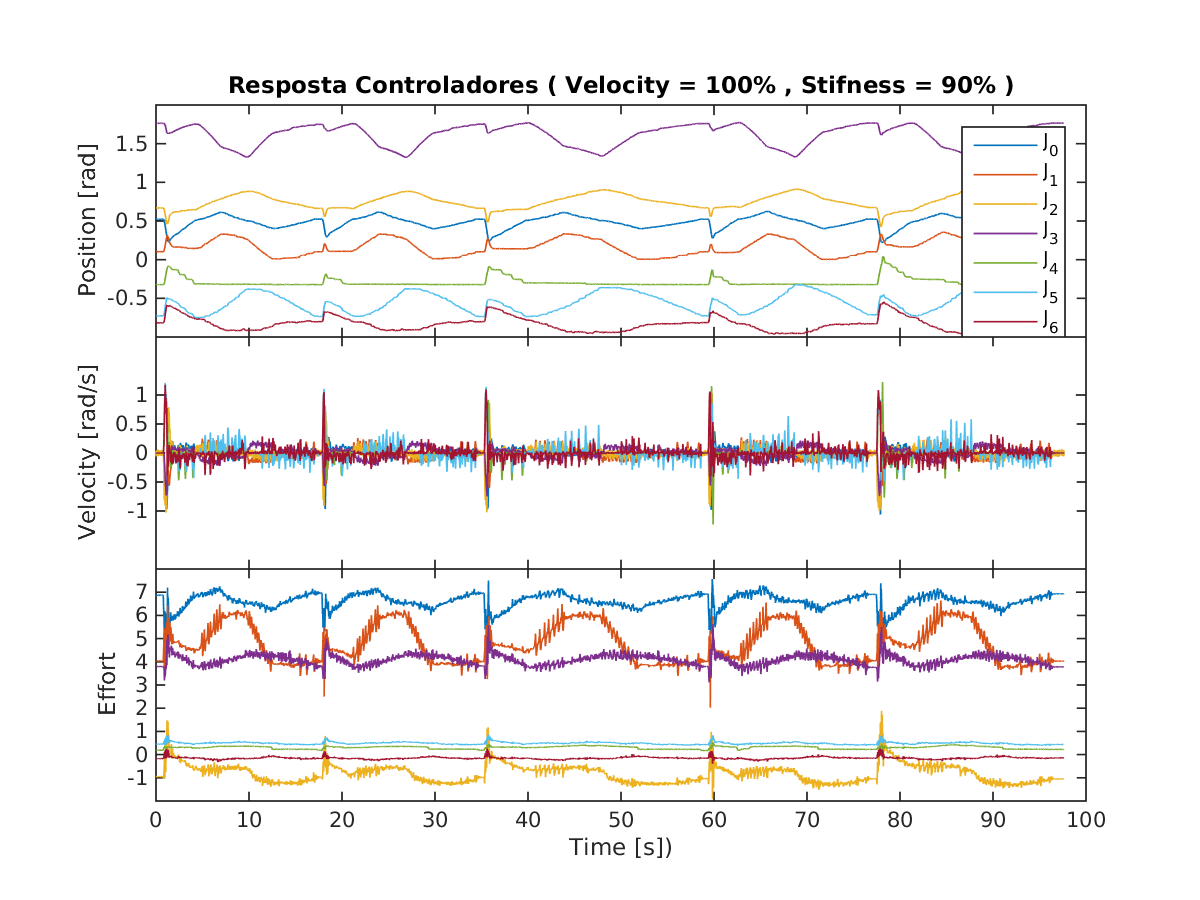 Resposta Controladores ( Velocity = 100% , Stifness = 90% )
Position [rad]
1.5
1
0.5
0
-0.5
J0
J1
J2
J3
J4
J5
J6
Velocity [rad/s]
1
0.5
0
-0.5
-1
Effort
7
6
5
4
3
2
1
0
-1
0 10 20 30 40 50 60 70 80 90 100
Time [s])